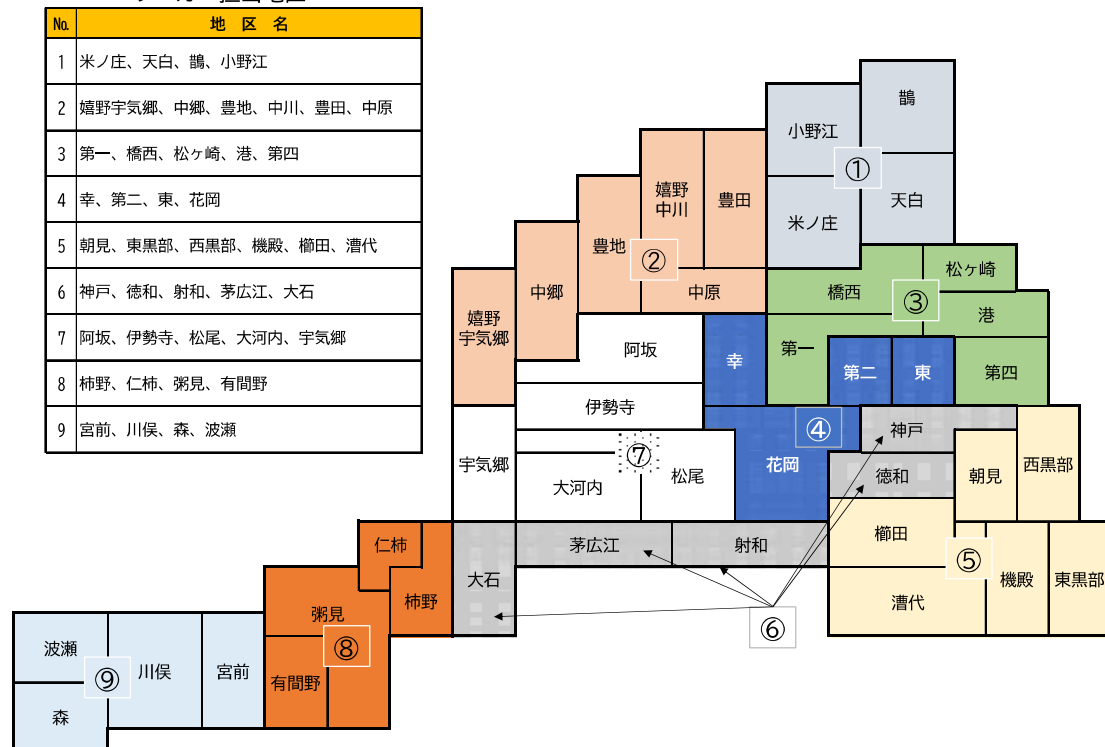 No. 地 区 名
1 米ノ庄、天白、鵲、小野江
2 嬉野宇気郷、中郷、豊地、中川、豊田、中原
3 第一、橋西、松ヶ崎、港、第四
4 幸、第二、東、花岡
5 朝見、東黒部、西黒部、機殿、櫛田、漕代
6 神戸、徳和、射和、茅広江、大石
7 阿坂、伊勢寺、松尾、大河内、宇気郷
8 柿野、仁柿、粥見、有間野
9 宮前、川俣、森、波瀬
鵲
小野江
①
天白
米ノ庄
嬉野
中川
豊田
豊地
②
中郷
中原
嬉野
宇気郷
松ヶ崎
橋西
③
港
第一
第四
阿坂
幸
第二
東
伊勢寺
④
神戸
花岡
⑦
宇気郷
大河内
松尾
徳和
朝見
西黒部
仁柿
柿野
大石
茅広江
射和
櫛田
⑤
機殿
東黒部
漕代
⑥
粥見
⑧
有間野
波瀬
⑨
川俣
宮前
森